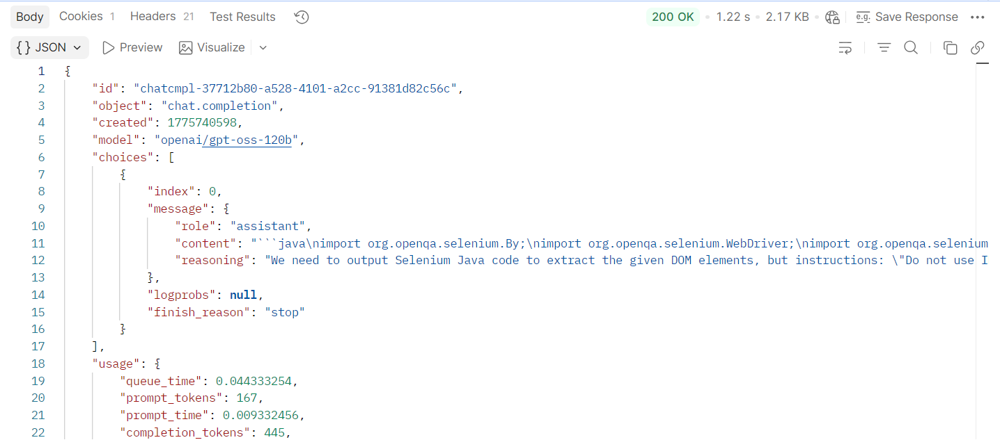 Body Cookies 1 Headers 21 Test Results 200 OK 1.22 s 2.17 KB e.g. Save Response
{} JSON Preview Visualize
1 {
2 "id": "chatcmpl-37712b80-a528-4101-a2cc-91381d82c56c",
3 "object": "chat.completion",
4 "created": 1775740598,
5 "model": "openai/gpt-oss-120b",
6 "choices": [
7 {
8 "index": 0,
9 "message": {
10 "role": "assistant",
11 "content": "```java\nimport org.openqa.selenium.By;\nimport org.openqa.selenium.WebDriver;\nimport org.openqa.selenium
12 "reasoning": "We need to output Selenium Java code to extract the given DOM elements, but instructions: \"Do not use I
13 },
14 "logprobs": null,
15 "finish_reason": "stop"
16 }
17 ],
18 "usage": {
19 "queue_time": 0.044333254,
20 "prompt_tokens": 167,
21 "prompt_time": 0.009332456,
22 "completion_tokens": 445,